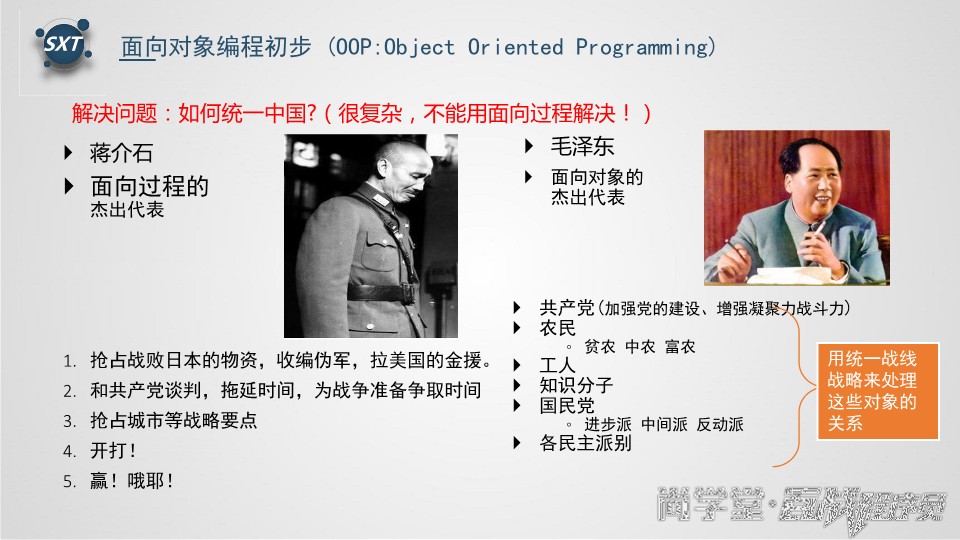 SXT
面向对象编程初步 (OOP:Object Oriented Programming)
解决问题：如何统一中国?（很复杂，不能用面向过程解决！）
蒋介石
面向过程的
杰出代表
毛泽东
面向对象的
杰出代表
1. 抢占战败日本的物资，收编伪军，拉美国的金援。
2. 和共产党谈判，拖延时间，为战争准备争取时间
3. 抢占城市等战略要点
4. 开打！
5. 赢！哦耶！
共产党(加强党的建设、增强凝聚力战斗力)
农民
贫农 中农 富农
工人
知识分子
国民党
进步派 中间派 反动派
各民主派别
用统一战线
战略来处理
这些对象的
关系
尚学堂·